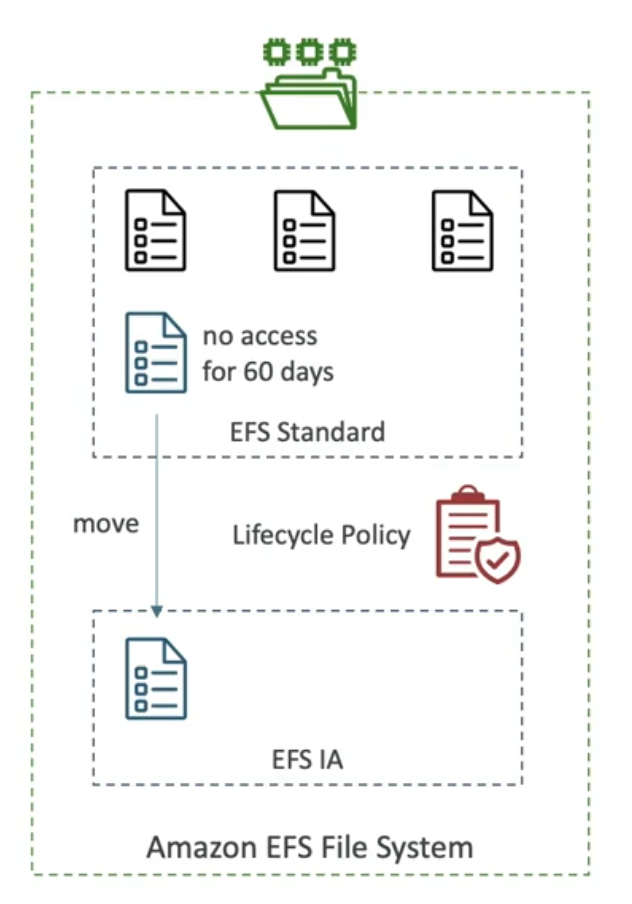 no access
for 60 days
EFS Standard
move
Lifecycle Policy
EFS IA
Amazon EFS File System